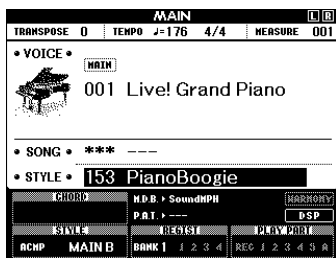 MAIN L R
TRANSPOSE 0 TEMPO ♩=176 4/4 MEASURE 001
• VOICE •
MAIN
001 Live! Grand Piano
• SONG • *** ---
• STYLE • 153 PianoBoogie
CHORD M.D.B. ▸ SoundMPH HARMONY
P.A.T. ▸ --- DSP
STYLE REGIST PLAY PART
ACMP MAIN B BANK 1 1 2 3 4 REC 1 2 3 4 5 A